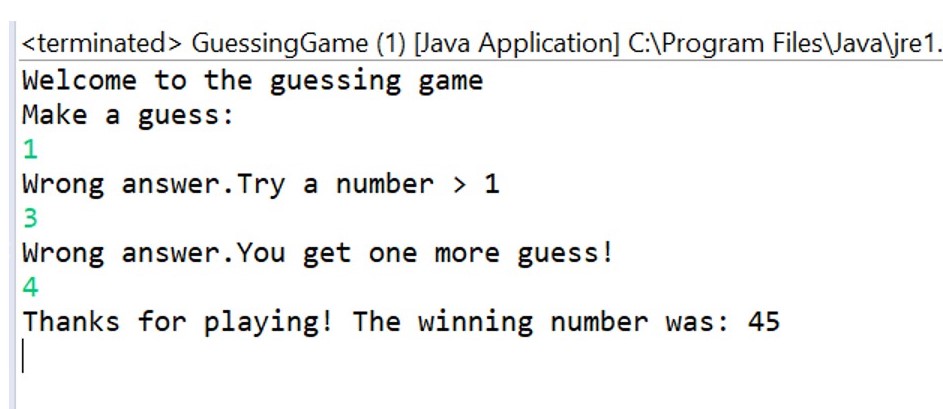 <terminated> GuessingGame (1) [Java Application] C:\Program Files\Java\jre1.
Welcome to the guessing game
Make a guess:
1
Wrong answer.Try a number > 1
3
Wrong answer.You get one more guess!
4
Thanks for playing! The winning number was: 45